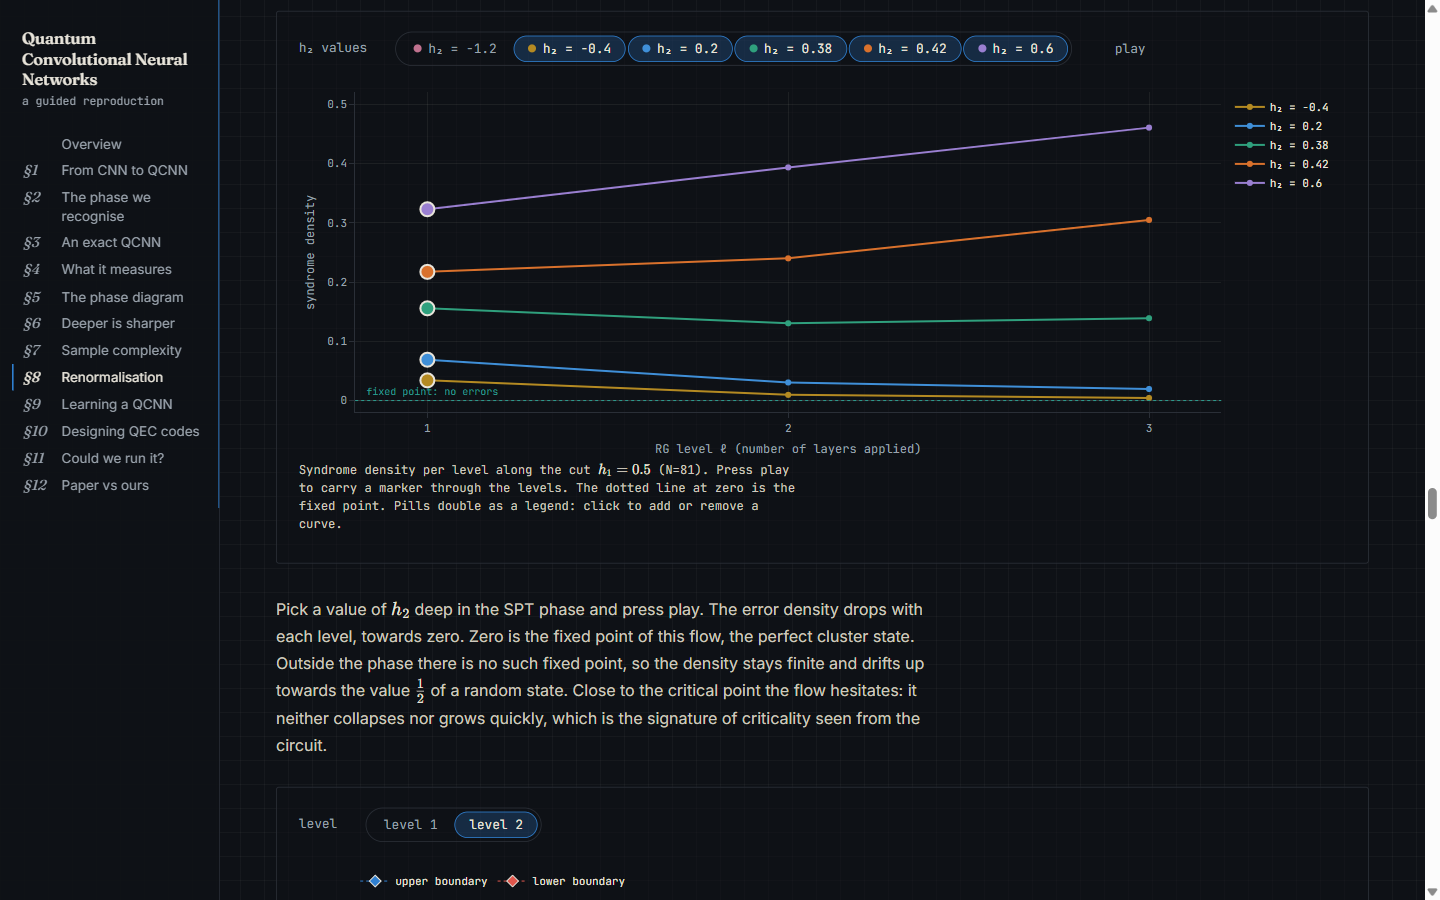 Quantum
Convolutional Neural
Networks
a guided reproduction
Overview
§1 From CNN to QCNN
§2 The phase we
recognise
§3 An exact QCNN
§4 What it measures
§5 The phase diagram
§6 Deeper is sharper
§7 Sample complexity
§8 Renormalisation
§9 Learning a QCNN
§10 Designing QEC codes
§11 Could we run it?
§12 Paper vs ours
h₂ values h₂ = -1.2 h₂ = -0.4 h₂ = 0.2 h₂ = 0.38 h₂ = 0.42 h₂ = 0.6 play
0.5
0.4
0.3
0.2
0.1
0
syndrome density
fixed point: no errors
1 2 3
RG level ℓ (number of layers applied)
h₂ = -0.4
h₂ = 0.2
h₂ = 0.38
h₂ = 0.42
h₂ = 0.6
Syndrome density per level along the cut h₁ = 0.5 (N=81). Press play
to carry a marker through the levels. The dotted line at zero is the
fixed point. Pills double as a legend: click to add or remove a
curve.
Pick a value of h₂ deep in the SPT phase and press play. The error density drops with
each level, towards zero. Zero is the fixed point of this flow, the perfect cluster state.
Outside the phase there is no such fixed point, so the density stays finite and drifts up
towards the value 1/2 of a random state. Close to the critical point the flow hesitates: it
neither collapses nor grows quickly, which is the signature of criticality seen from the
circuit.
level level 1 level 2
upper boundary lower boundary